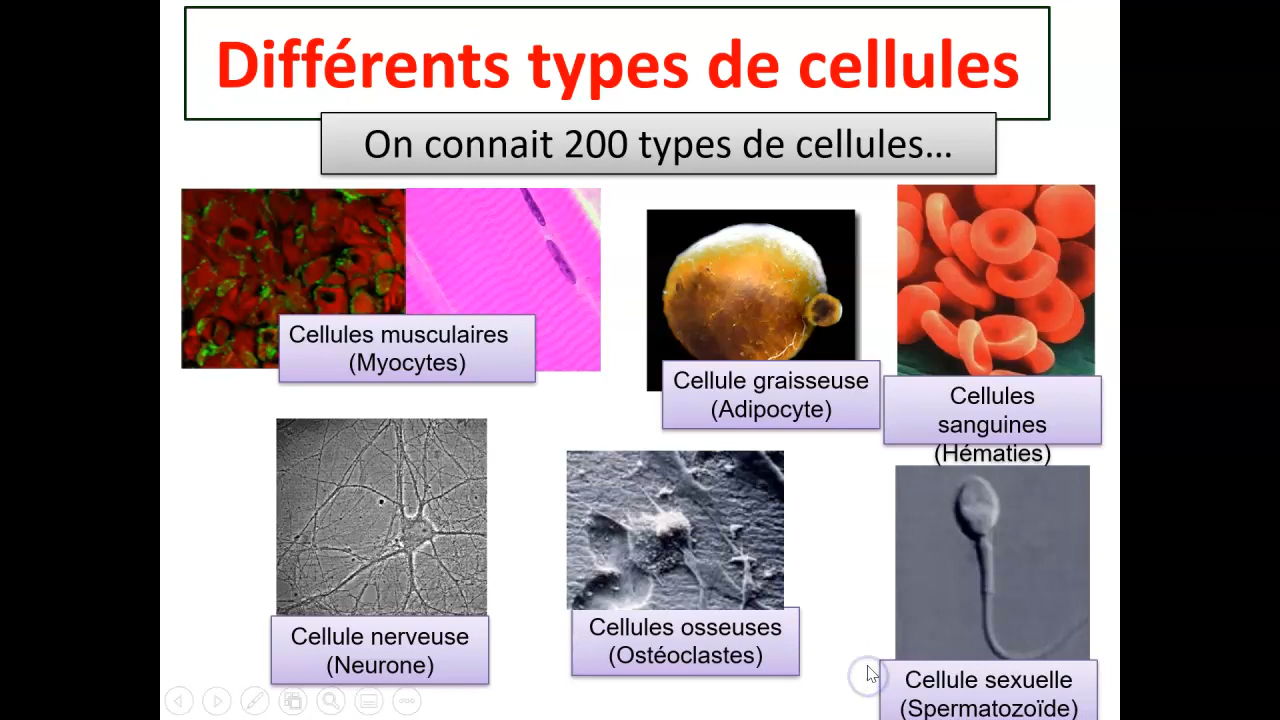 Différents types de cellules
On connait 200 types de cellules...
Cellules musculaires
(Myocytes)
Cellule graisseuse
(Adipocyte)
Cellules
sanguines
(Hématies)
Cellule nerveuse
(Neurone)
Cellules osseuses
(Ostéoclastes)
Cellule sexuelle
(Spermatozoïde)